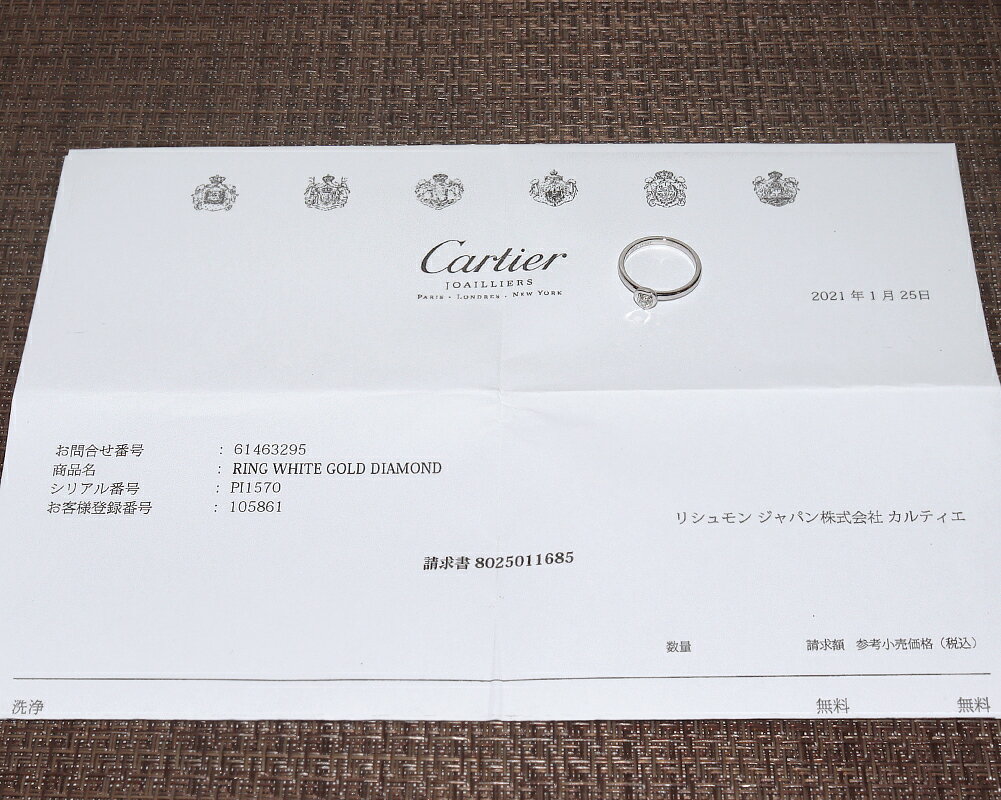 Cartier
JOAILLIERS
PARIS - LONDRES - NEW YORK
2021 年 1 月 25日
お問合せ番号 : 61463295
商品名 : RING WHITE GOLD DIAMOND
シリアル番号 : PI1570
お客様登録番号 : 105861
リシュモン ジャパン株式会社 カルティエ
請求書 8025011685
数量 請求額 参考小売価格（税込）
洗浄 無料 無料